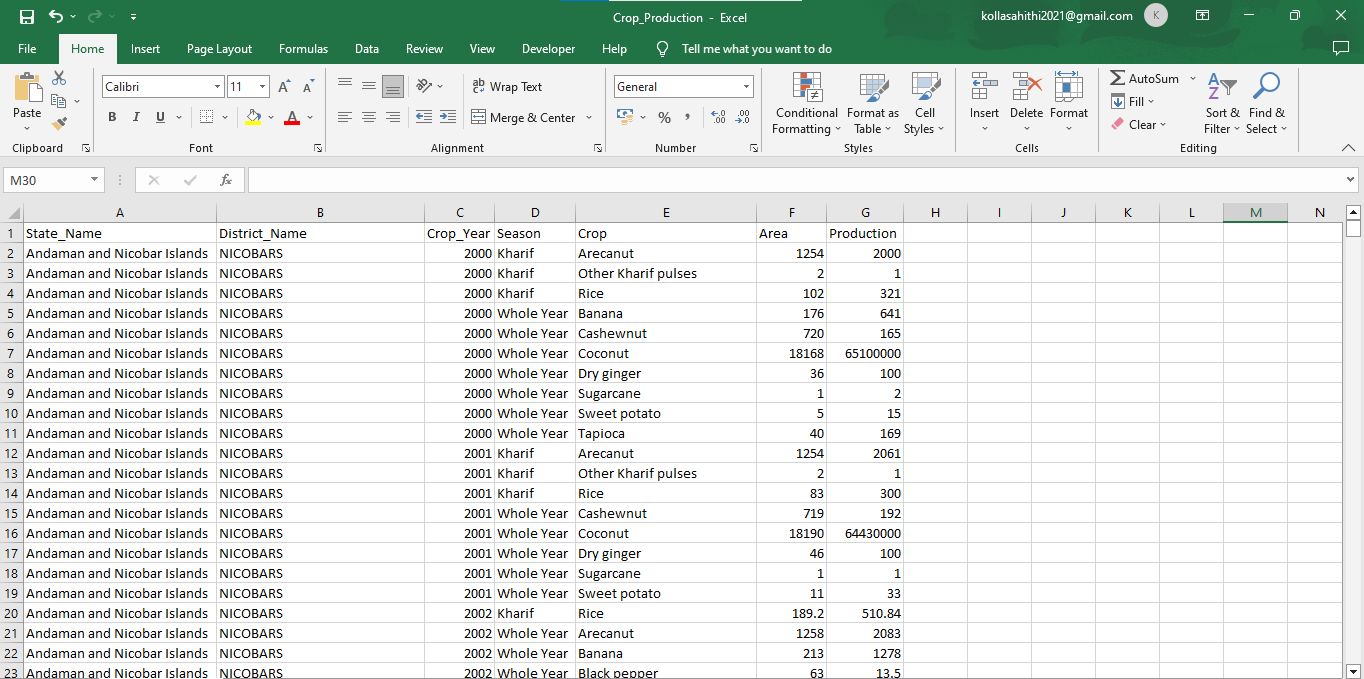 Crop_Production - Excel
kollasahithi2021@gmail.com K
File Home Insert Page Layout Formulas Data Review View Developer Help Tell me what you want to do
Paste
Clipboard
Calibri 11
B I U A
Font
Wrap Text
Merge & Center
Alignment
General
% ,
Number
Conditional Formatting
Format as Table
Cell Styles
Styles
Insert Delete Format
Cells
AutoSum
Fill
Clear
Sort & Filter
Find & Select
Editing
M30 fx
A B C D E F G H I J K L M N
1 State_Name District_Name Crop_Year Season Crop Area Production
2 Andaman and Nicobar Islands NICOBARS 2000 Kharif Arecanut 1254 2000
3 Andaman and Nicobar Islands NICOBARS 2000 Kharif Other Kharif pulses 2 1
4 Andaman and Nicobar Islands NICOBARS 2000 Kharif Rice 102 321
5 Andaman and Nicobar Islands NICOBARS 2000 Whole Year Banana 176 641
6 Andaman and Nicobar Islands NICOBARS 2000 Whole Year Cashewnut 720 165
7 Andaman and Nicobar Islands NICOBARS 2000 Whole Year Coconut 18168 65100000
8 Andaman and Nicobar Islands NICOBARS 2000 Whole Year Dry ginger 36 100
9 Andaman and Nicobar Islands NICOBARS 2000 Whole Year Sugarcane 1 2
10 Andaman and Nicobar Islands NICOBARS 2000 Whole Year Sweet potato 5 15
11 Andaman and Nicobar Islands NICOBARS 2000 Whole Year Tapioca 40 169
12 Andaman and Nicobar Islands NICOBARS 2001 Kharif Arecanut 1254 2061
13 Andaman and Nicobar Islands NICOBARS 2001 Kharif Other Kharif pulses 2 1
14 Andaman and Nicobar Islands NICOBARS 2001 Kharif Rice 83 300
15 Andaman and Nicobar Islands NICOBARS 2001 Whole Year Cashewnut 719 192
16 Andaman and Nicobar Islands NICOBARS 2001 Whole Year Coconut 18190 64430000
17 Andaman and Nicobar Islands NICOBARS 2001 Whole Year Dry ginger 46 100
18 Andaman and Nicobar Islands NICOBARS 2001 Whole Year Sugarcane 1 1
19 Andaman and Nicobar Islands NICOBARS 2001 Whole Year Sweet potato 11 33
20 Andaman and Nicobar Islands NICOBARS 2002 Kharif Rice 189.2 510.84
21 Andaman and Nicobar Islands NICOBARS 2002 Whole Year Arecanut 1258 2083
22 Andaman and Nicobar Islands NICOBARS 2002 Whole Year Banana 213 1278
23 Andaman and Nicobar Islands NICOBARS 2002 Whole Year Black pepper 63 13.5